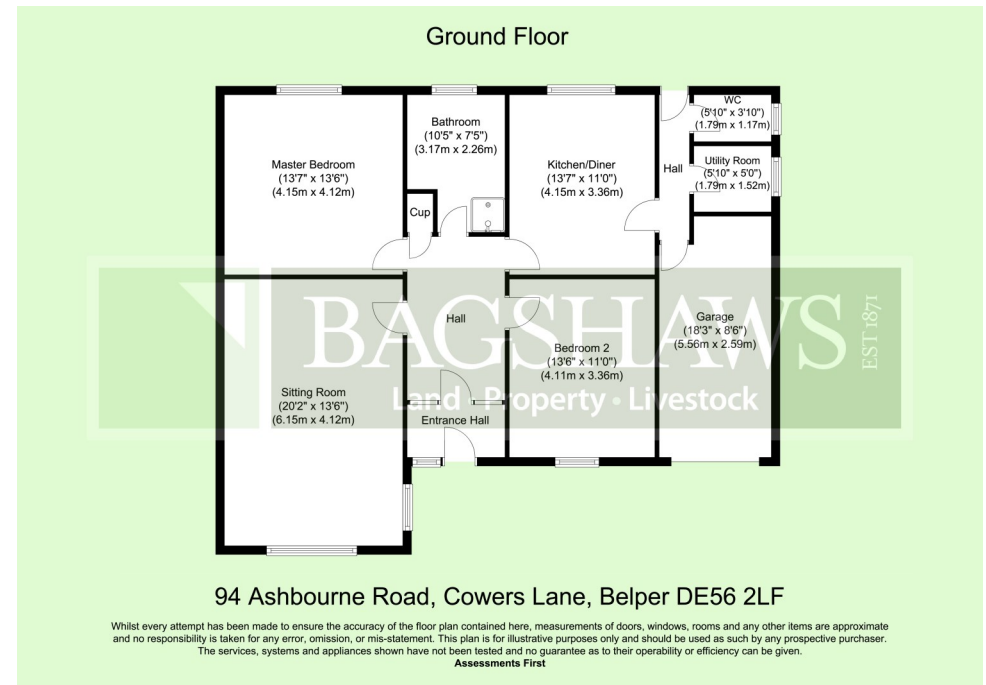 Ground Floor
WC
(5'10" x 3'10")
(1.79m x 1.17m)
Bathroom
(10'5" x 7'5")
(3.17m x 2.26m)
Master Bedroom
(13'7" x 13'6")
(4.15m x 4.12m)
Kitchen/Diner
(13'7" x 11'0")
(4.15m x 3.36m)
Hall
Utility Room
(5'10" x 5'0")
(1.79m x 1.52m)
Cup
Hall
Garage
(18'3" x 8'6")
(5.56m x 2.59m)
BAGSHAWS
EST 1871
Land · Property · Livestock
Bedroom 2
(13'6" x 11'0")
(4.11m x 3.36m)
Sitting Room
(20'2" x 13'6")
(6.15m x 4.12m)
Entrance Hall
94 Ashbourne Road, Cowers Lane, Belper DE56 2LF
Whilst every attempt has been made to ensure the accuracy of the floor plan contained here, measurements of doors, windows, rooms and any other items are approximate
and no responsibility is taken for any error, omission, or mis-statement. This plan is for illustrative purposes only and should be used as such by any prospective purchaser.
The services, systems and appliances shown have not been tested and no guarantee as to their operability or efficiency can be given.
Assessments First